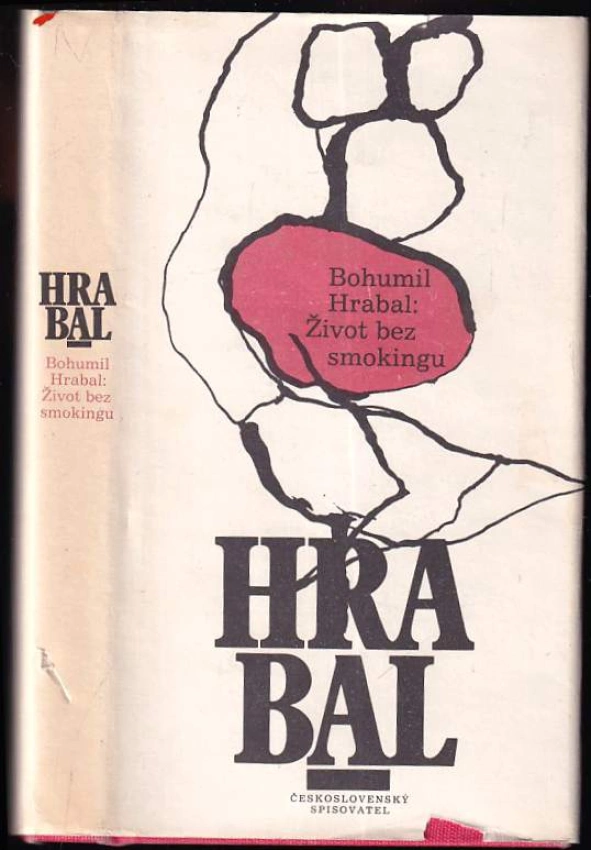 HRA
BAL
Bohumil
Hrabal:
Život bez
smokingu
Bohumil
Hrabal:
Život bez
smokingu
HRA
BAL
ČESKOSLOVENSKÝ
SPISOVATEL